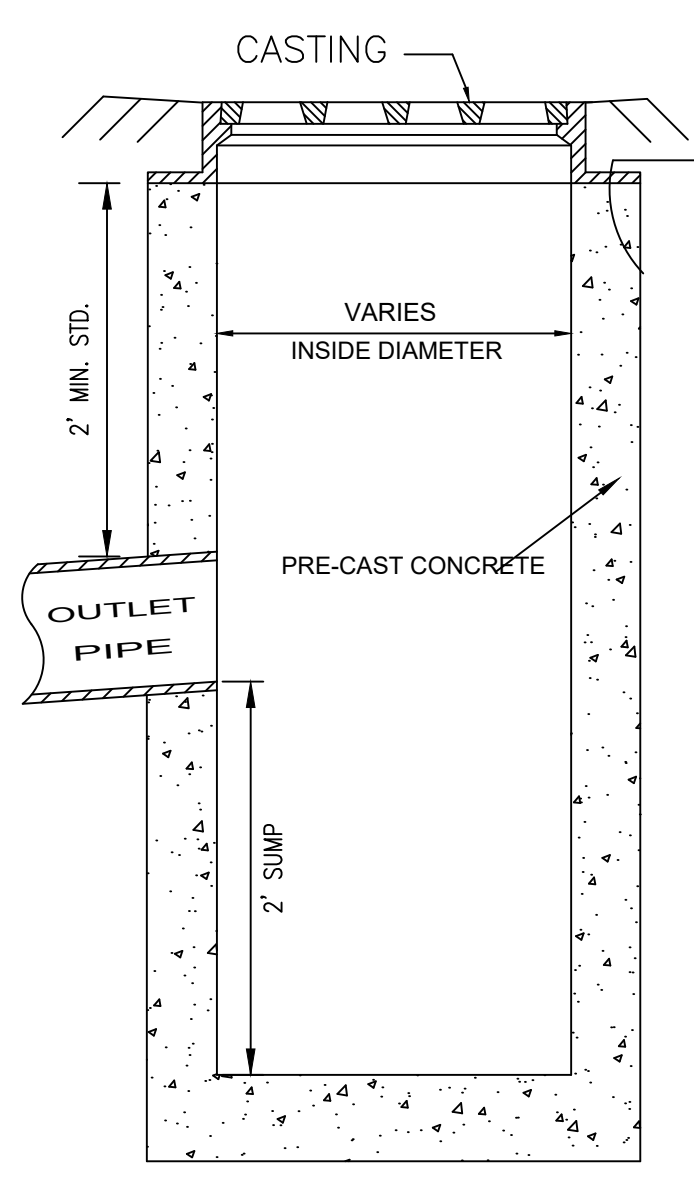 CASTING
2' MIN. STD.
VARIES
INSIDE DIAMETER
PRE-CAST CONCRETE
OUTLET
PIPE
2' SUMP